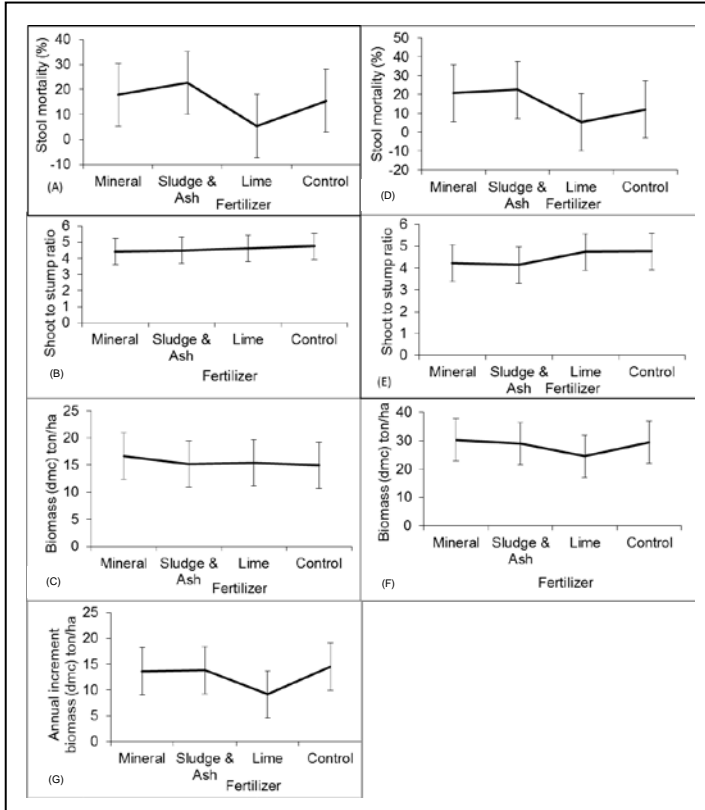 Stool mortality (%)
40
30
20
10
0
-10
(A)
Mineral Sludge & Lime Control
Ash
Fertilizer
Stool mortality (%)
50
40
30
20
10
0
-10
-20
(D)
Mineral Sludge & Lime Control
Ash
Fertilizer
Shoot to stump ratio
6
5
4
3
2
1
0
(B)
Mineral Sludge & Lime Control
Ash
Fertilizer
Shoot to stump ratio
6
5
4
3
2
1
0
(E)
Mineral Sludge & Lime Control
Ash Fertilizer
Biomass (dmc) ton/ha
25
20
15
10
5
0
(C)
Mineral Sludge & Lime Control
Ash
Fertilizer
Biomass (dmc) ton/ha
40
30
20
10
0
(F)
Mineral Sludge & Lime Control
Ash
Fertilizer
Annual increment
biomass (dmc) ton/ha
25
20
15
10
5
0
(G)
Mineral Sludge & Lime Control
Ash
Fertilizer